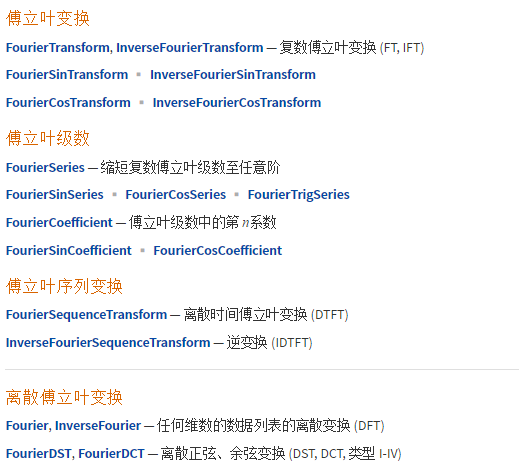 傅立叶变换
FourierTransform, InverseFourierTransform — 复数傅立叶变换 (FT, IFT)
FourierSinTransform ▪ InverseFourierSinTransform
FourierCosTransform ▪ InverseFourierCosTransform
傅立叶级数
FourierSeries — 缩短复数傅立叶级数至任意阶
FourierSinSeries ▪ FourierCosSeries ▪ FourierTrigSeries
FourierCoefficient — 傅立叶级数中的第 n系数
FourierSinCoefficient ▪ FourierCosCoefficient
傅立叶序列变换
FourierSequenceTransform — 离散时间傅立叶变换 (DTFT)
InverseFourierSequenceTransform — 逆变换 (IDTFT)
离散傅立叶变换
Fourier, InverseFourier — 任何维数的数据列表的离散变换 (DFT)
FourierDST, FourierDCT — 离散正弦、余弦变换 (DST, DCT, 类型 I-IV)